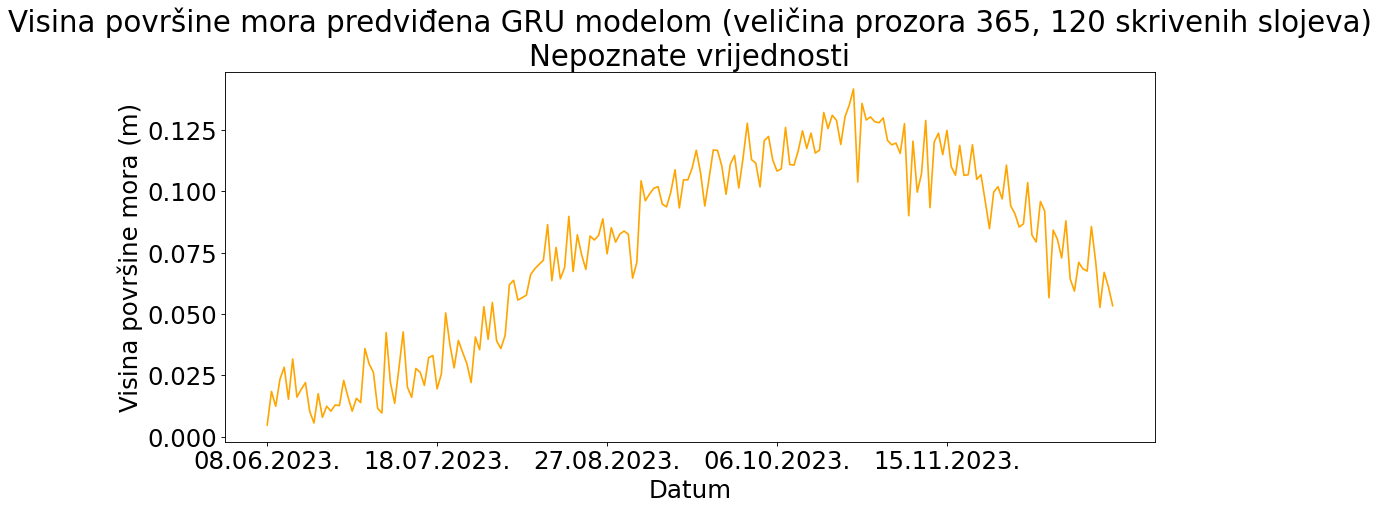 Visina površine mora predviđena GRU modelom (veličina prozora 365, 120 skrivenih slojeva)
Nepoznate vrijednosti
Visina površine mora (m)
0.125
0.100
0.075
0.050
0.025
0.000
08.06.2023. 18.07.2023. 27.08.2023. 06.10.2023. 15.11.2023.
Datum